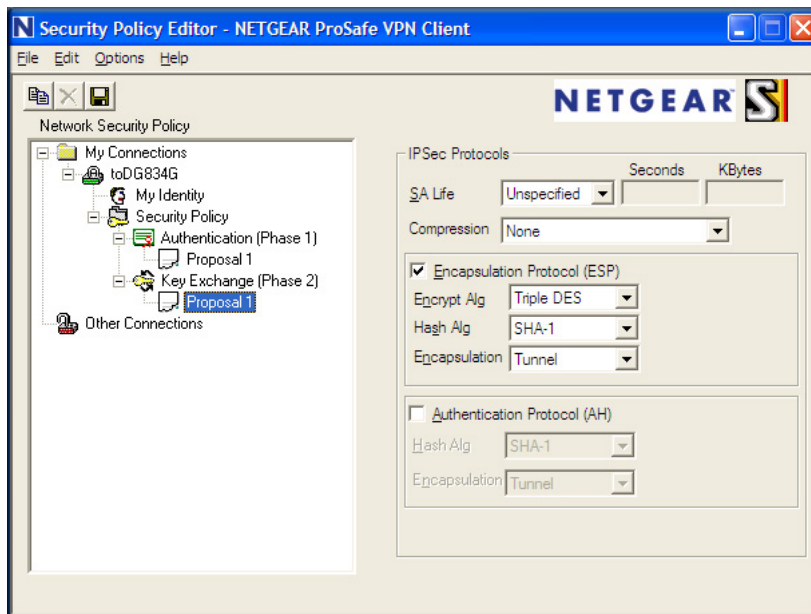 Security Policy Editor - NETGEAR ProSafe VPN Client
File Edit Options Help
NETGEAR
Network Security Policy
My Connections
toDG834G
My Identity
Security Policy
Authentication (Phase 1)
Proposal 1
Key Exchange (Phase 2)
Proposal 1
Other Connections
IPSec Protocols
Seconds KBytes
SA Life Unspecified
Compression None
Encapsulation Protocol (ESP)
Encrypt Alg Triple DES
Hash Alg SHA-1
Encapsulation Tunnel
Authentication Protocol (AH)
Hash Alg SHA-1
Encapsulation Tunnel